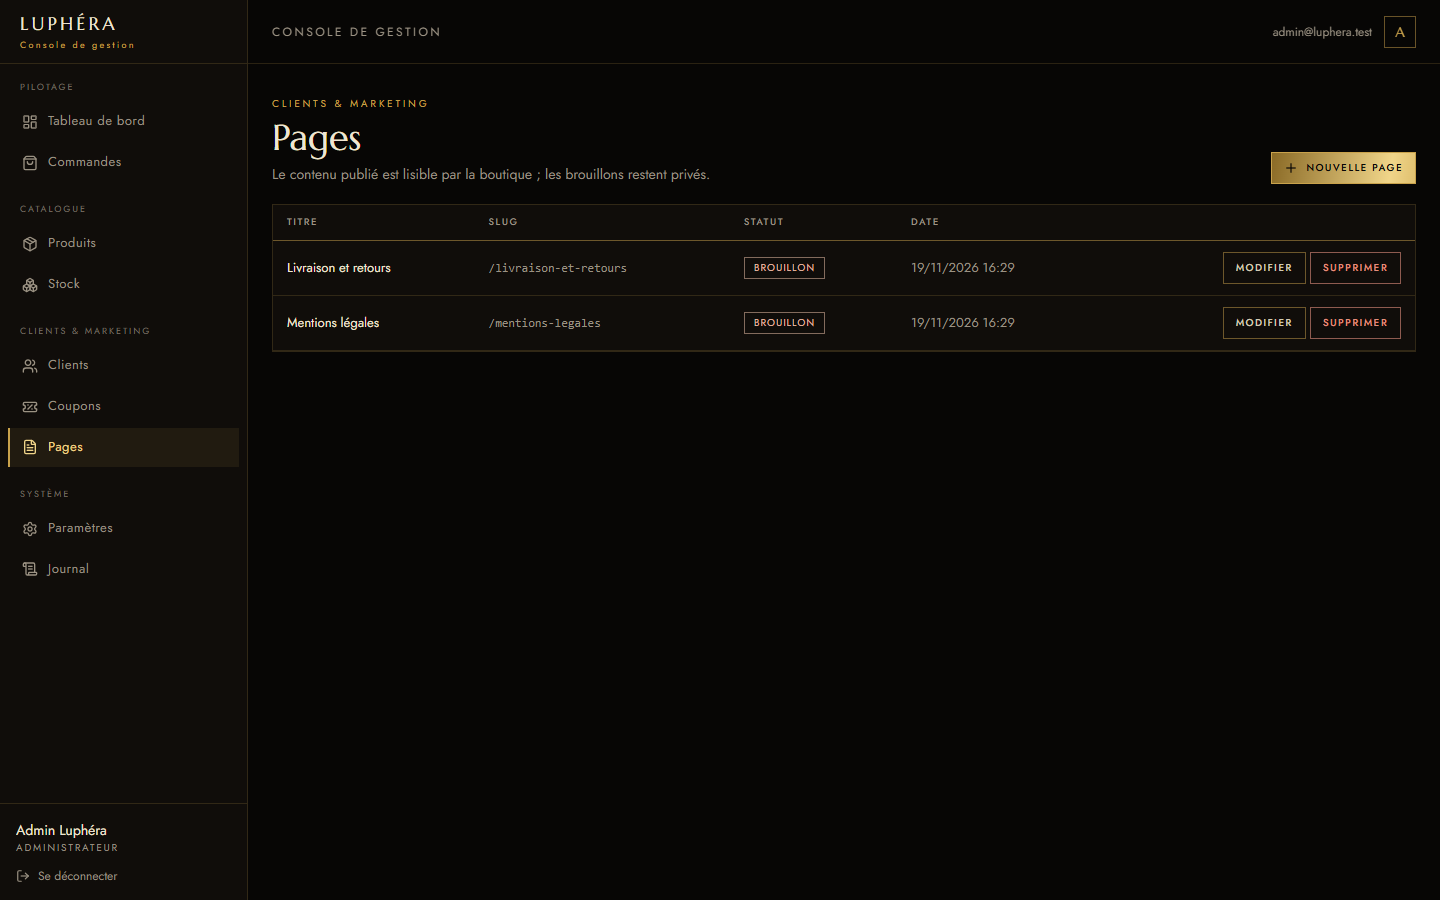 LUPHÉRA
Console de gestion
CONSOLE DE GESTION
admin@luphera.test
A
PILOTAGE
Tableau de bord
Commandes
CATALOGUE
Produits
Stock
CLIENTS & MARKETING
Clients
Coupons
Pages
SYSTÈME
Paramètres
Journal
Admin Luphéra
ADMINISTRATEUR
Se déconnecter
CLIENTS & MARKETING
Pages
Le contenu publié est lisible par la boutique ; les brouillons restent privés.
NOUVELLE PAGE
TITRE SLUG STATUT DATE
Livraison et retours /livraison-et-retours BROUILLON 19/11/2026 16:29 MODIFIER SUPPRIMER
Mentions légales /mentions-legales BROUILLON 19/11/2026 16:29 MODIFIER SUPPRIMER